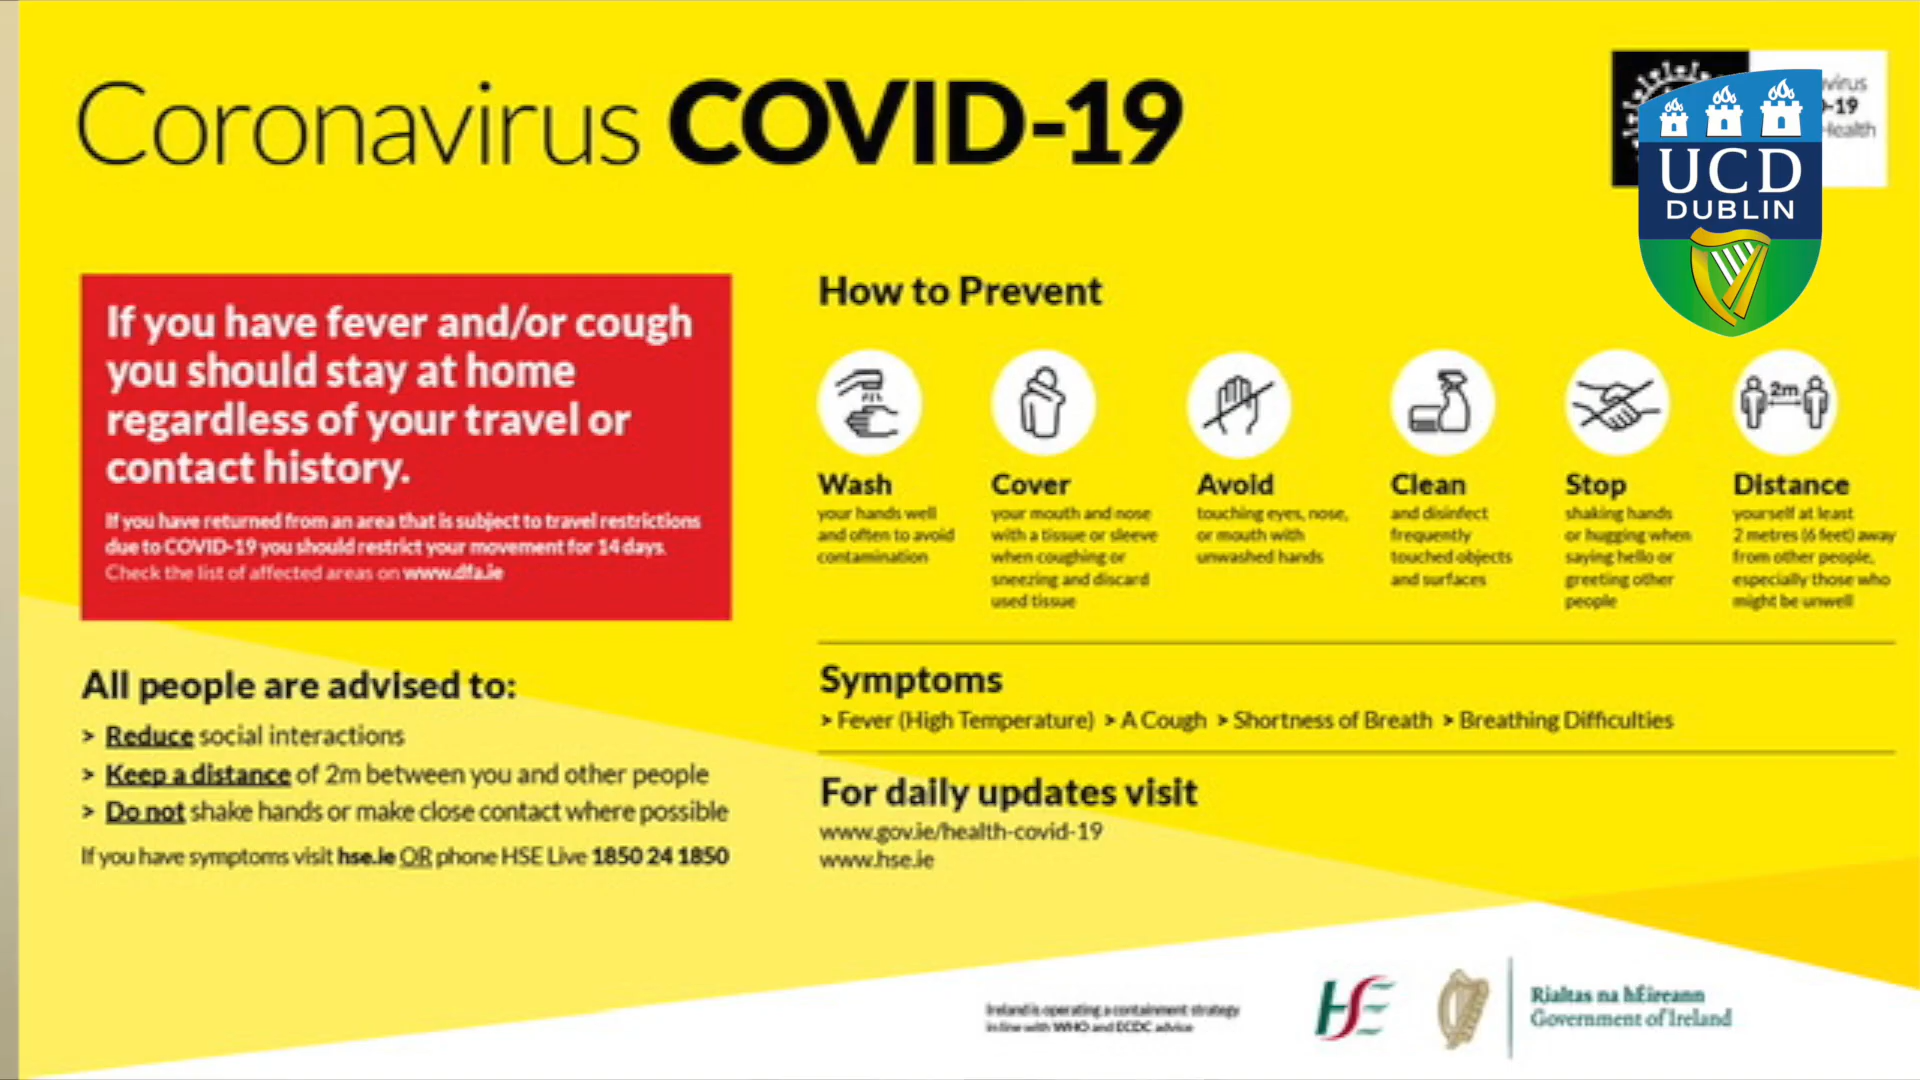 Coronavirus COVID-19
virus
-19
Health
UCD
DUBLIN
If you have fever and/or cough
you should stay at home
regardless of your travel or
contact history.
If you have returned from an area that is subject to travel restrictions
due to COVID-19 you should restrict your movement for 14 days.
Check the list of affected areas on www.dfa.ie
All people are advised to:
> Reduce social interactions
> Keep a distance of 2m between you and other people
> Do not shake hands or make close contact where possible
If you have symptoms visit hse.ie OR phone HSE Live 1850 24 1850
How to Prevent
Wash
your hands well
and often to avoid
contamination
Cover
your mouth and nose
with a tissue or sleeve
when coughing or
sneezing and discard
used tissue
Avoid
touching eyes, nose,
or mouth with
unwashed hands
Clean
and disinfect
frequently
touched objects
and surfaces
Stop
shaking hands
or hugging when
saying hello or
greeting other
people
2m
Distance
yourself at least
2 metres (6 feet) away
from other people,
especially those who
might be unwell
Symptoms
> Fever (High Temperature) > A Cough > Shortness of Breath > Breathing Difficulties
For daily updates visit
www.gov.ie/health-covid-19
www.hse.ie
Ireland is operating a containment strategy
in line with WHO and ECDC advice
HSE
Rialtas na hÉireann
Government of Ireland